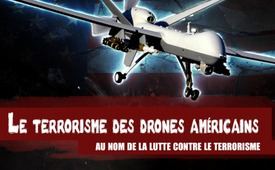 LE TERRORISME DES DRONES AMÉRICAINS
AU NOM DE LA LUTTE CONTRE LE TERRORISME